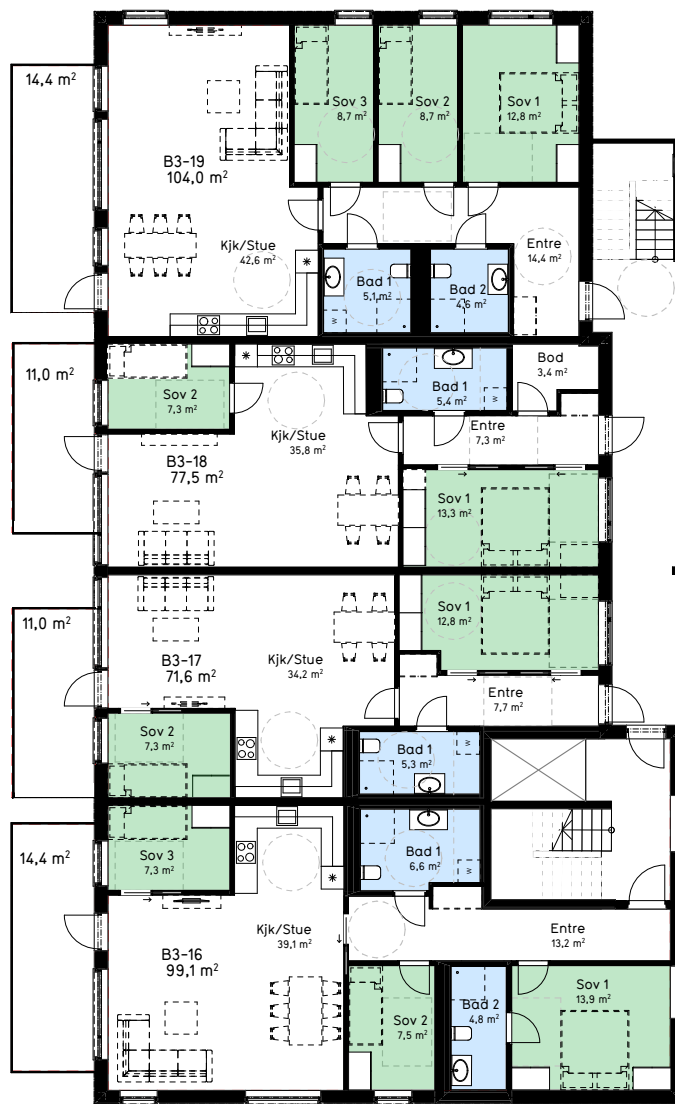 14,4 m²
Sov 3
8,7 m²
Sov 2
8,7 m²
Sov 1
12,8 m²
B3-19
104,0 m²
Kjk/Stue
42,6 m²
Entre
14,4 m²
Bad 1
5,1 m²
W
Bad 2
4,6 m²
11,0 m²
Sov 2
7,3 m²
Bad 1
5,4 m²
W
Bod
3,4 m²
Kjk/Stue
35,8 m²
Entre
7,3 m²
B3-18
77,5 m²
Sov 1
13,3 m²
11,0 m²
Sov 1
12,8 m²
B3-17
71,6 m²
Kjk/Stue
34,2 m²
Entre
7,7 m²
Sov 2
7,3 m²
Bad 1
5,3 m²
W
14,4 m²
Sov 3
7,3 m²
Bad 1
6,6 m²
W
B3-16
99,1 m²
Kjk/Stue
39,1 m²
Entre
13,2 m²
Sov 2
7,5 m²
Bad 2
4,8 m²
Sov 1
13,9 m²